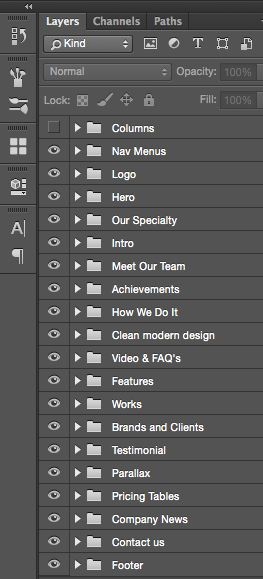 Layers Channels Paths
Kind T
Normal Opacity: 100%
Lock: Fill: 100%
Columns
Nav Menus
Logo
Hero
Our Specialty
Intro
Meet Our Team
Achievements
How We Do It
Clean modern design
Video & FAQ's
Features
Works
Brands and Clients
Testimonial
Parallax
Pricing Tables
Company News
Contact us
Footer
A